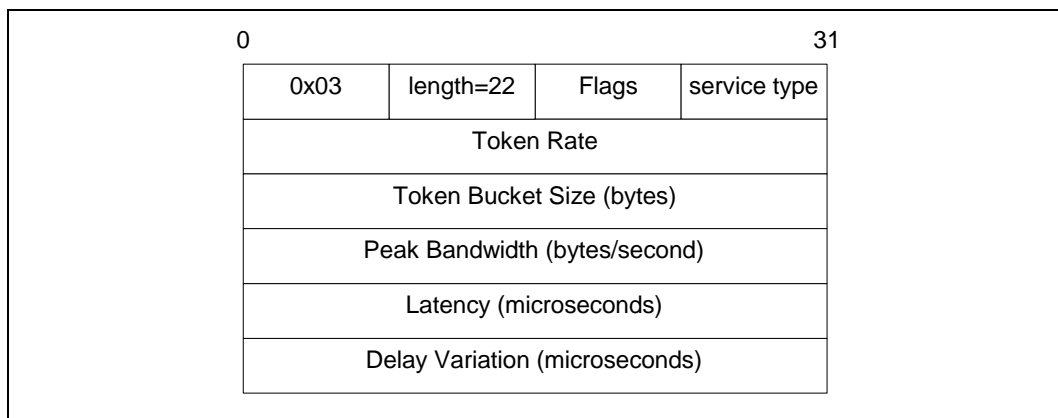 0 31
0x03 length=22 Flags service type
Token Rate
Token Bucket Size (bytes)
Peak Bandwidth (bytes/second)
Latency (microseconds)
Delay Variation (microseconds)